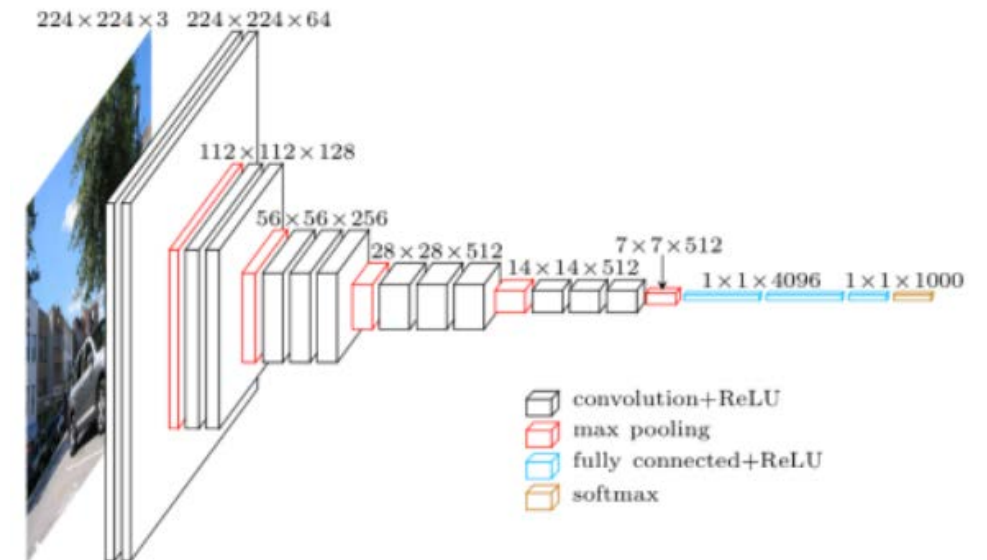 224×224×3
224×224×64
112×112×128
56×56×256
28×28×512
14×14×512
7×7×512
1×1×4096
1×1×1000
convolution+ReLU
max pooling
fully connected+ReLU
softmax